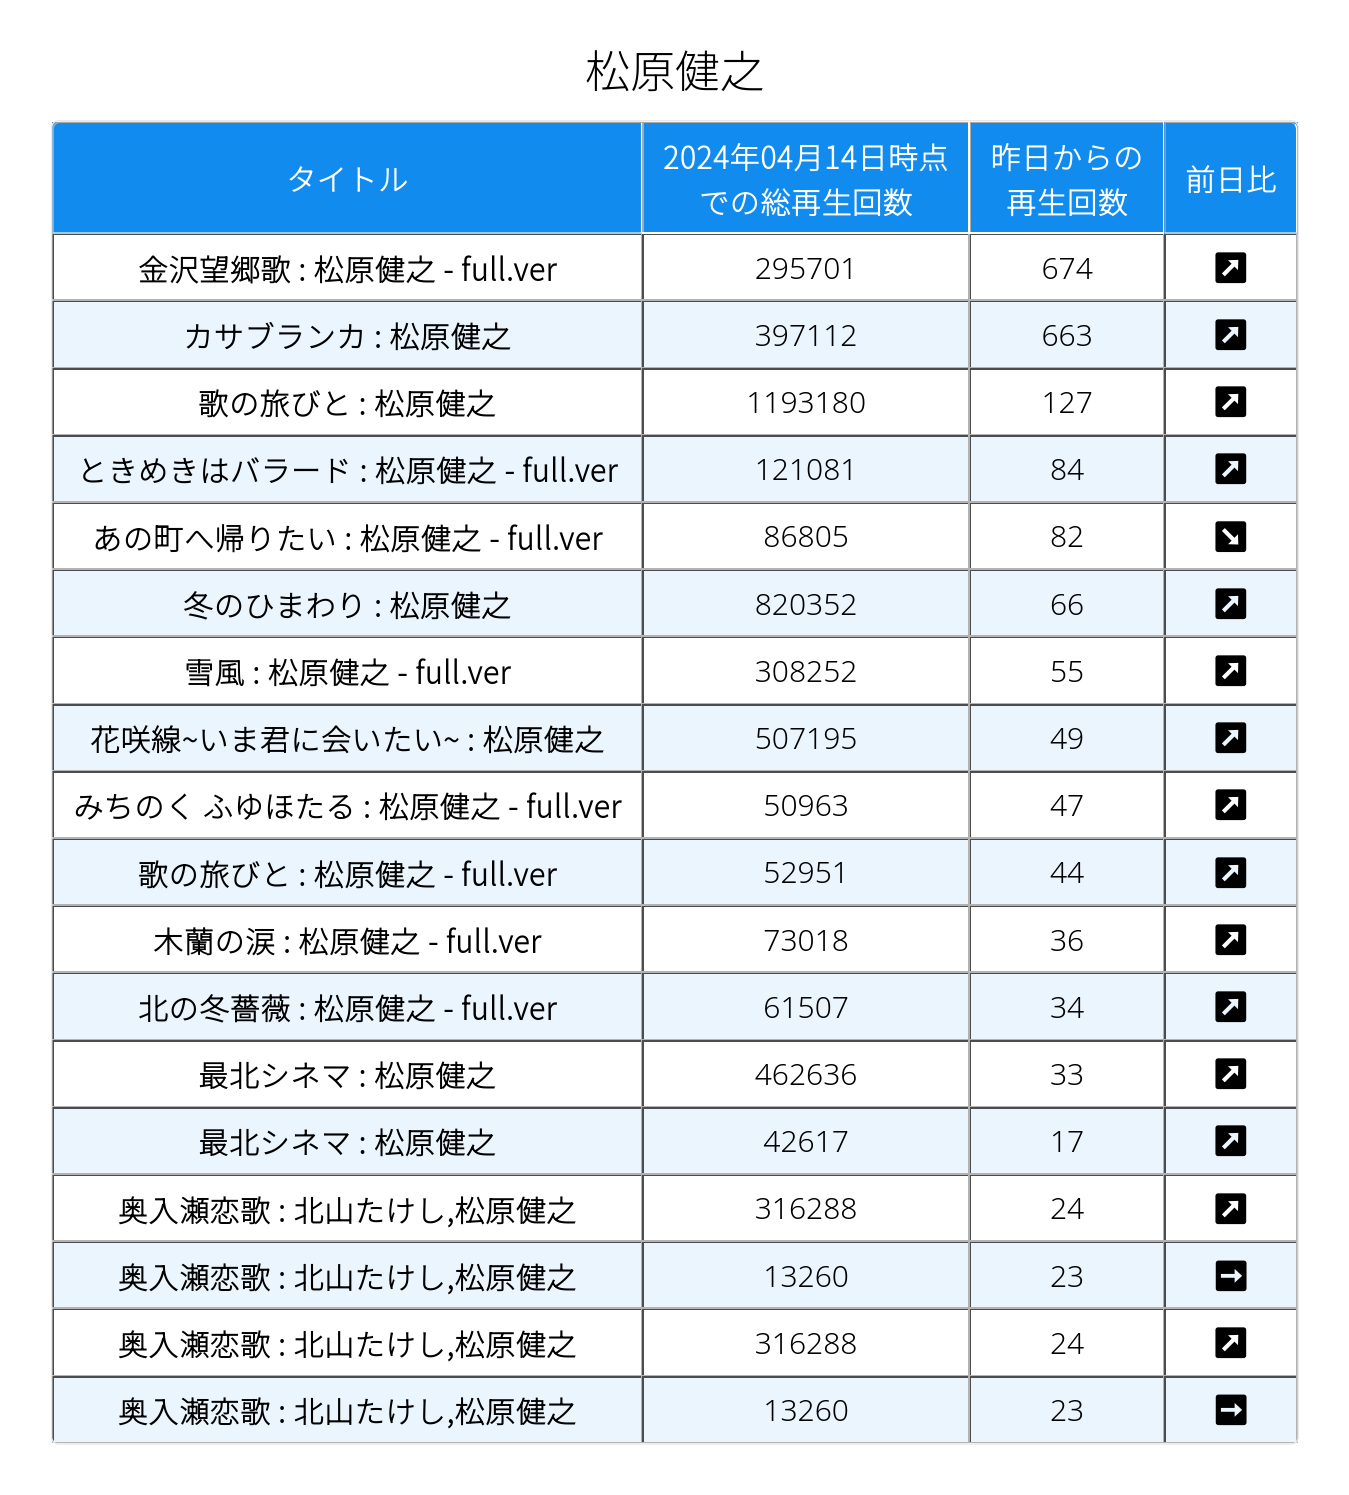 松原健之
タイトル 2024年04月14日時点での総再生回数 昨日からの再生回数 前日比
金沢望郷歌 : 松原健之 - full.ver 295701 674 ↗
カサブランカ : 松原健之 397112 663 ↗
歌の旅びと : 松原健之 1193180 127 ↗
ときめきはバラード : 松原健之 - full.ver 121081 84 ↗
あの町へ帰りたい : 松原健之 - full.ver 86805 82 ↘
冬のひまわり : 松原健之 820352 66 ↗
雪風 : 松原健之 - full.ver 308252 55 ↗
花咲線~いま君に会いたい~ : 松原健之 507195 49 ↗
みちのく ふゆほたる : 松原健之 - full.ver 50963 47 ↗
歌の旅びと : 松原健之 - full.ver 52951 44 ↗
木蘭の涙 : 松原健之 - full.ver 73018 36 ↗
北の冬薔薇 : 松原健之 - full.ver 61507 34 ↗
最北シネマ : 松原健之 462636 33 ↗
最北シネマ : 松原健之 42617 17 ↗
奥入瀬恋歌 : 北山たけし,松原健之 316288 24 ↗
奥入瀬恋歌 : 北山たけし,松原健之 13260 23 →
奥入瀬恋歌 : 北山たけし,松原健之 316288 24 ↗
奥入瀬恋歌 : 北山たけし,松原健之 13260 23 →